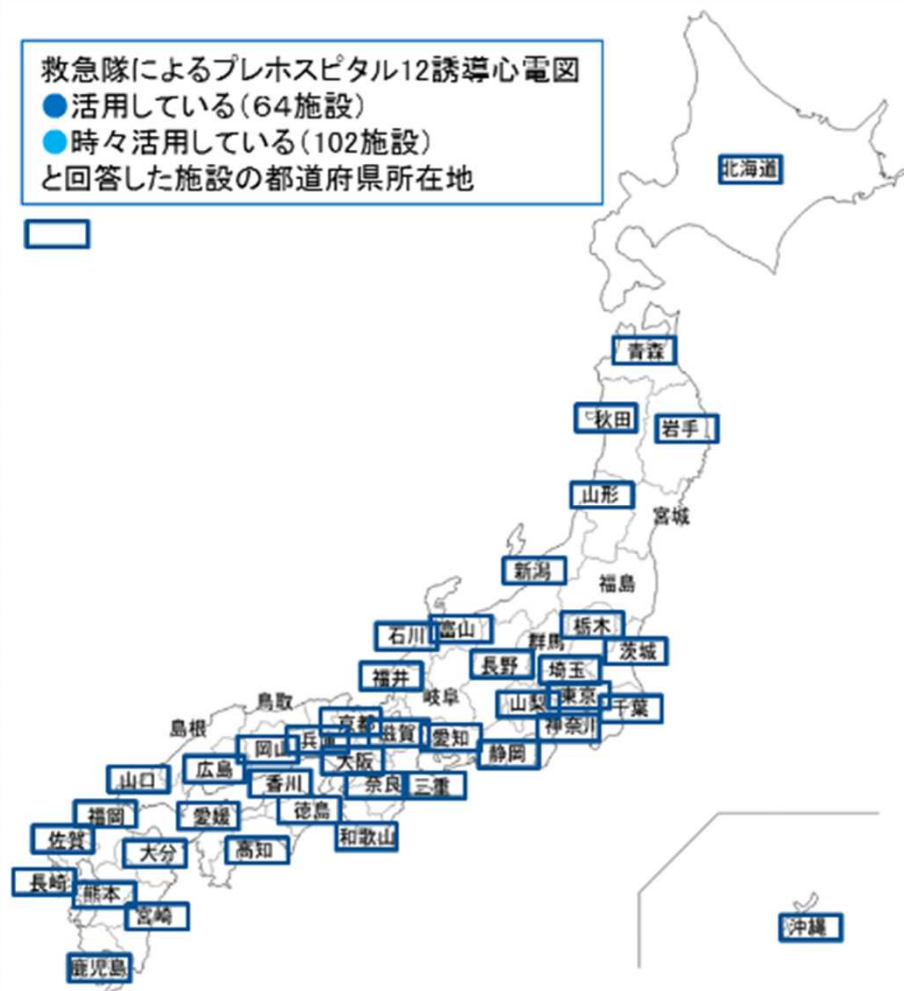 救急隊によるプレホスピタル12誘導心電図
●活用している(64施設)
●時々活用している(102施設)
と回答した施設の都道府県所在地
北海道
青森
秋田
岩手
山形
宮城
新潟
福島
石川
富山
群馬
栃木
茨城
福井
長野
埼玉
岐阜
山梨
東京
千葉
神奈川
鳥取
島根
京都
滋賀
愛知
静岡
岡山
兵庫
大阪
山口
広島
香川
奈良
三重
福岡
愛媛
徳島
佐賀
大分
高知
和歌山
長崎
熊本
宮崎
鹿児島
沖縄